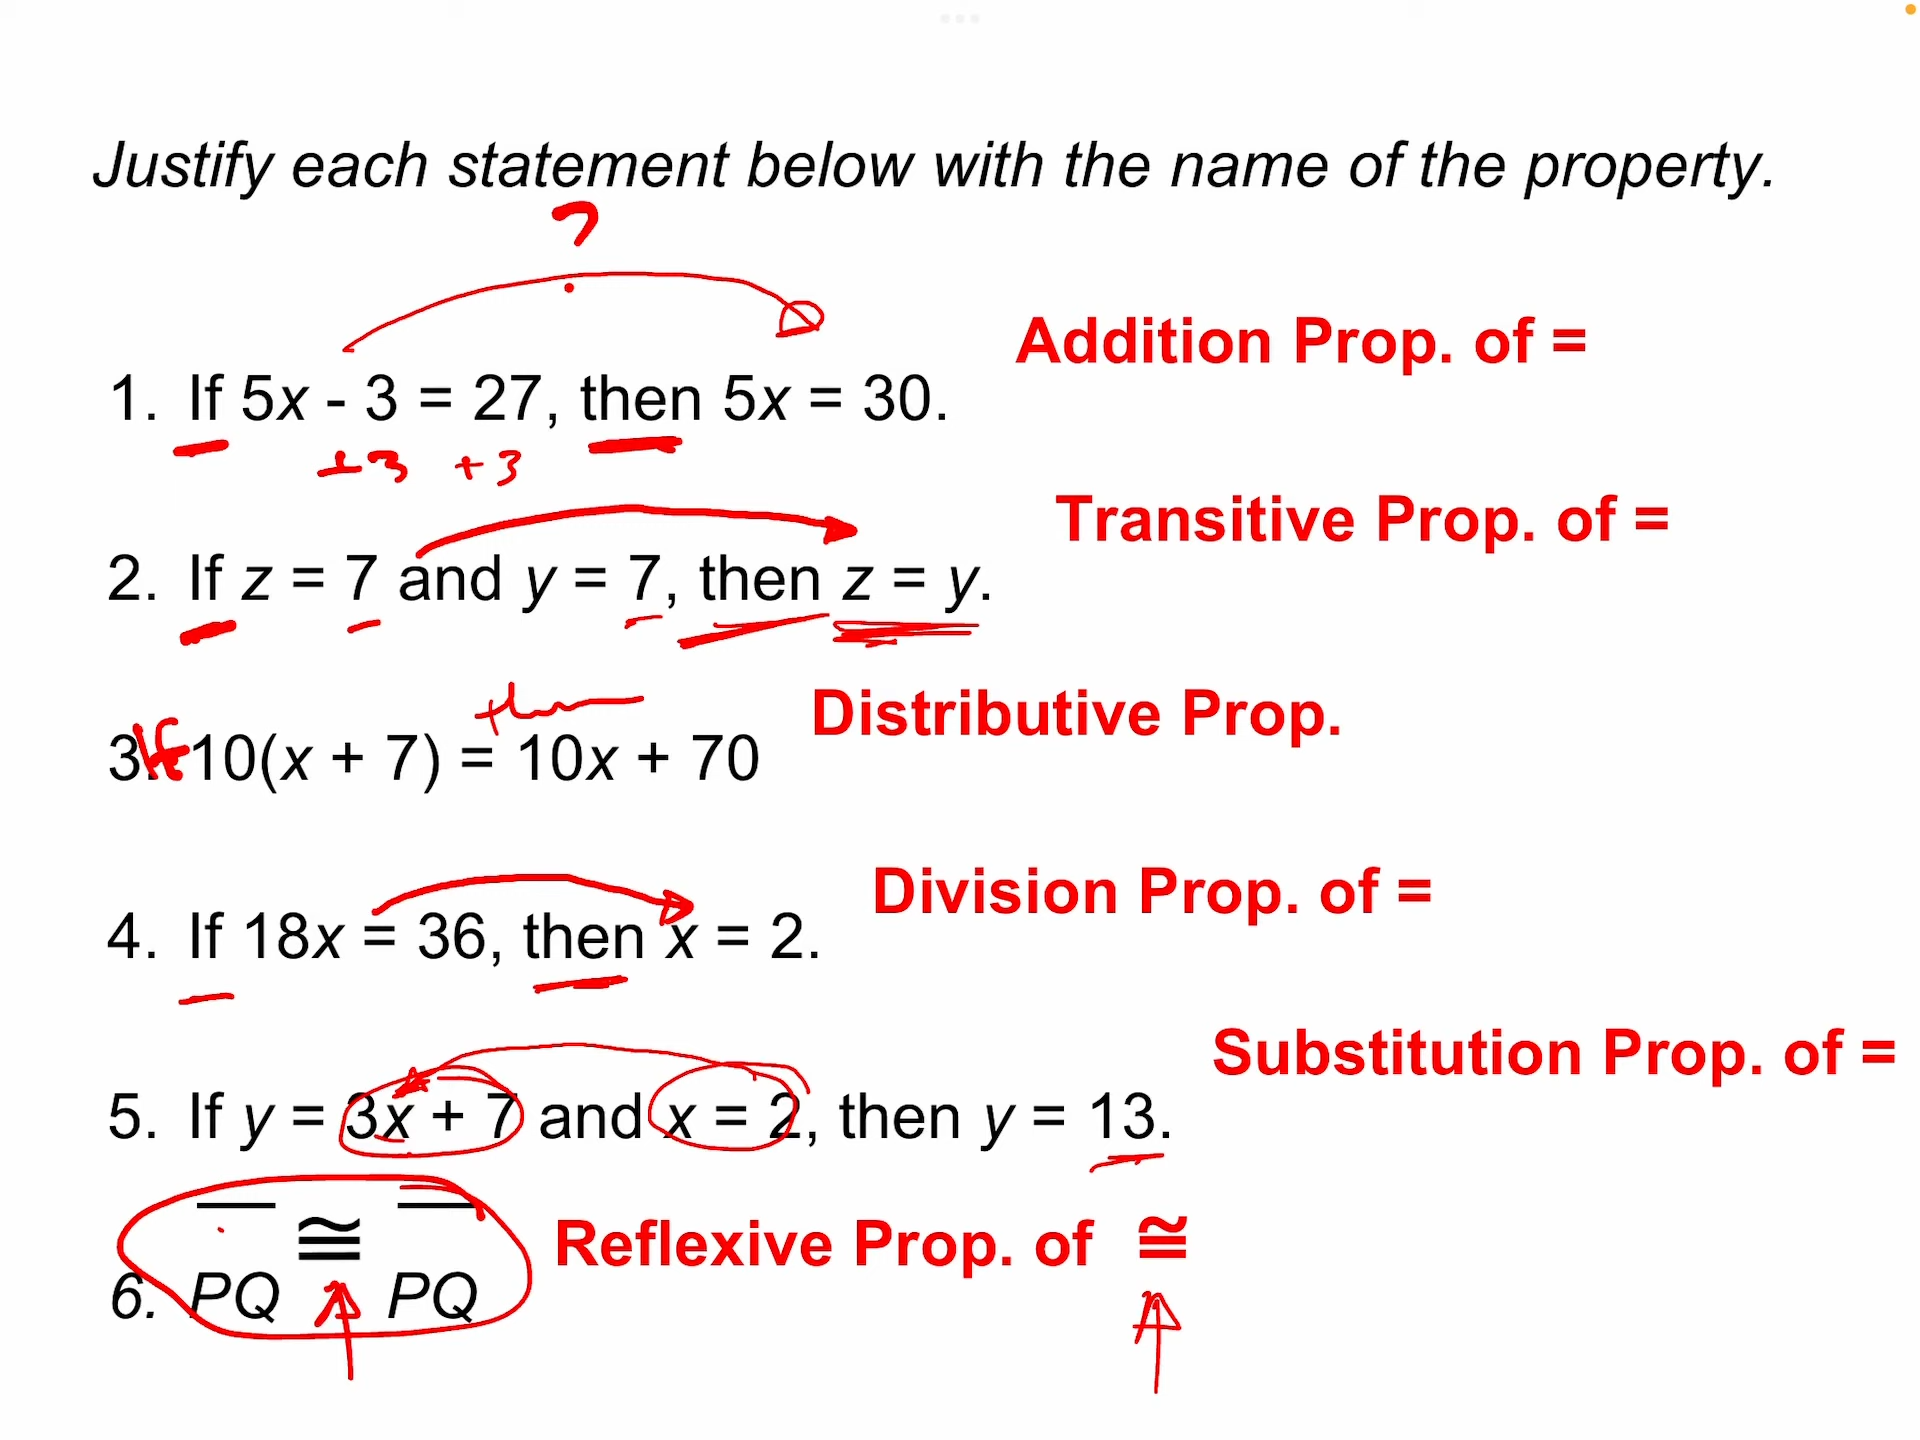 Justify each statement below with the name of the property.
?
Addition Prop. of =
1. If 5x - 3 = 27, then 5x = 30.
+3 +3
Transitive Prop. of =
2. If z = 7 and y = 7, then z = y.
then
Distributive Prop.
3. If 10(x + 7) = 10x + 70
Division Prop. of =
4. If 18x = 36, then x = 2.
Substitution Prop. of =
5. If y = 3x + 7 and x = 2, then y = 13.
Reflexive Prop. of ≅
6. PQ ≅ PQ